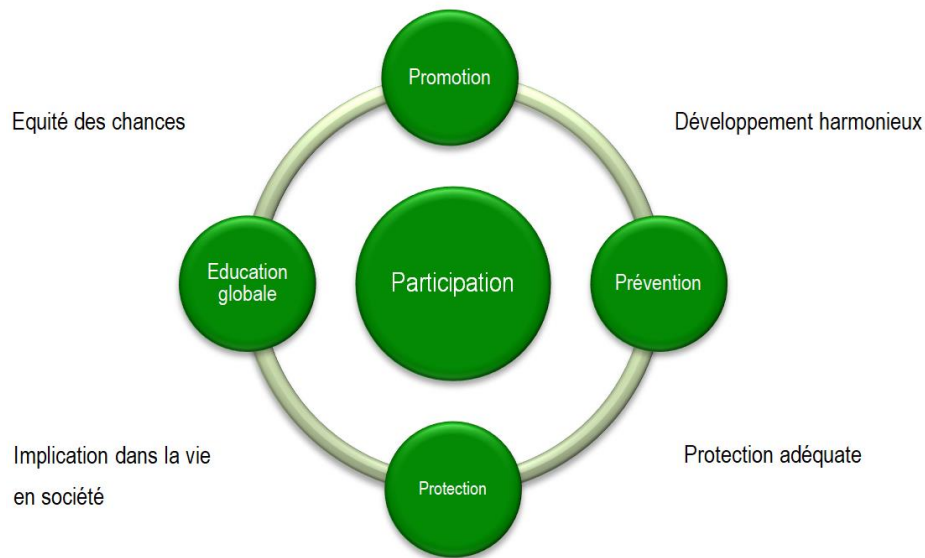 Promotion
Equité des chances
Développement harmonieux
Education
globale
Participation
Prévention
Implication dans la vie
en société
Protection adéquate
Protection